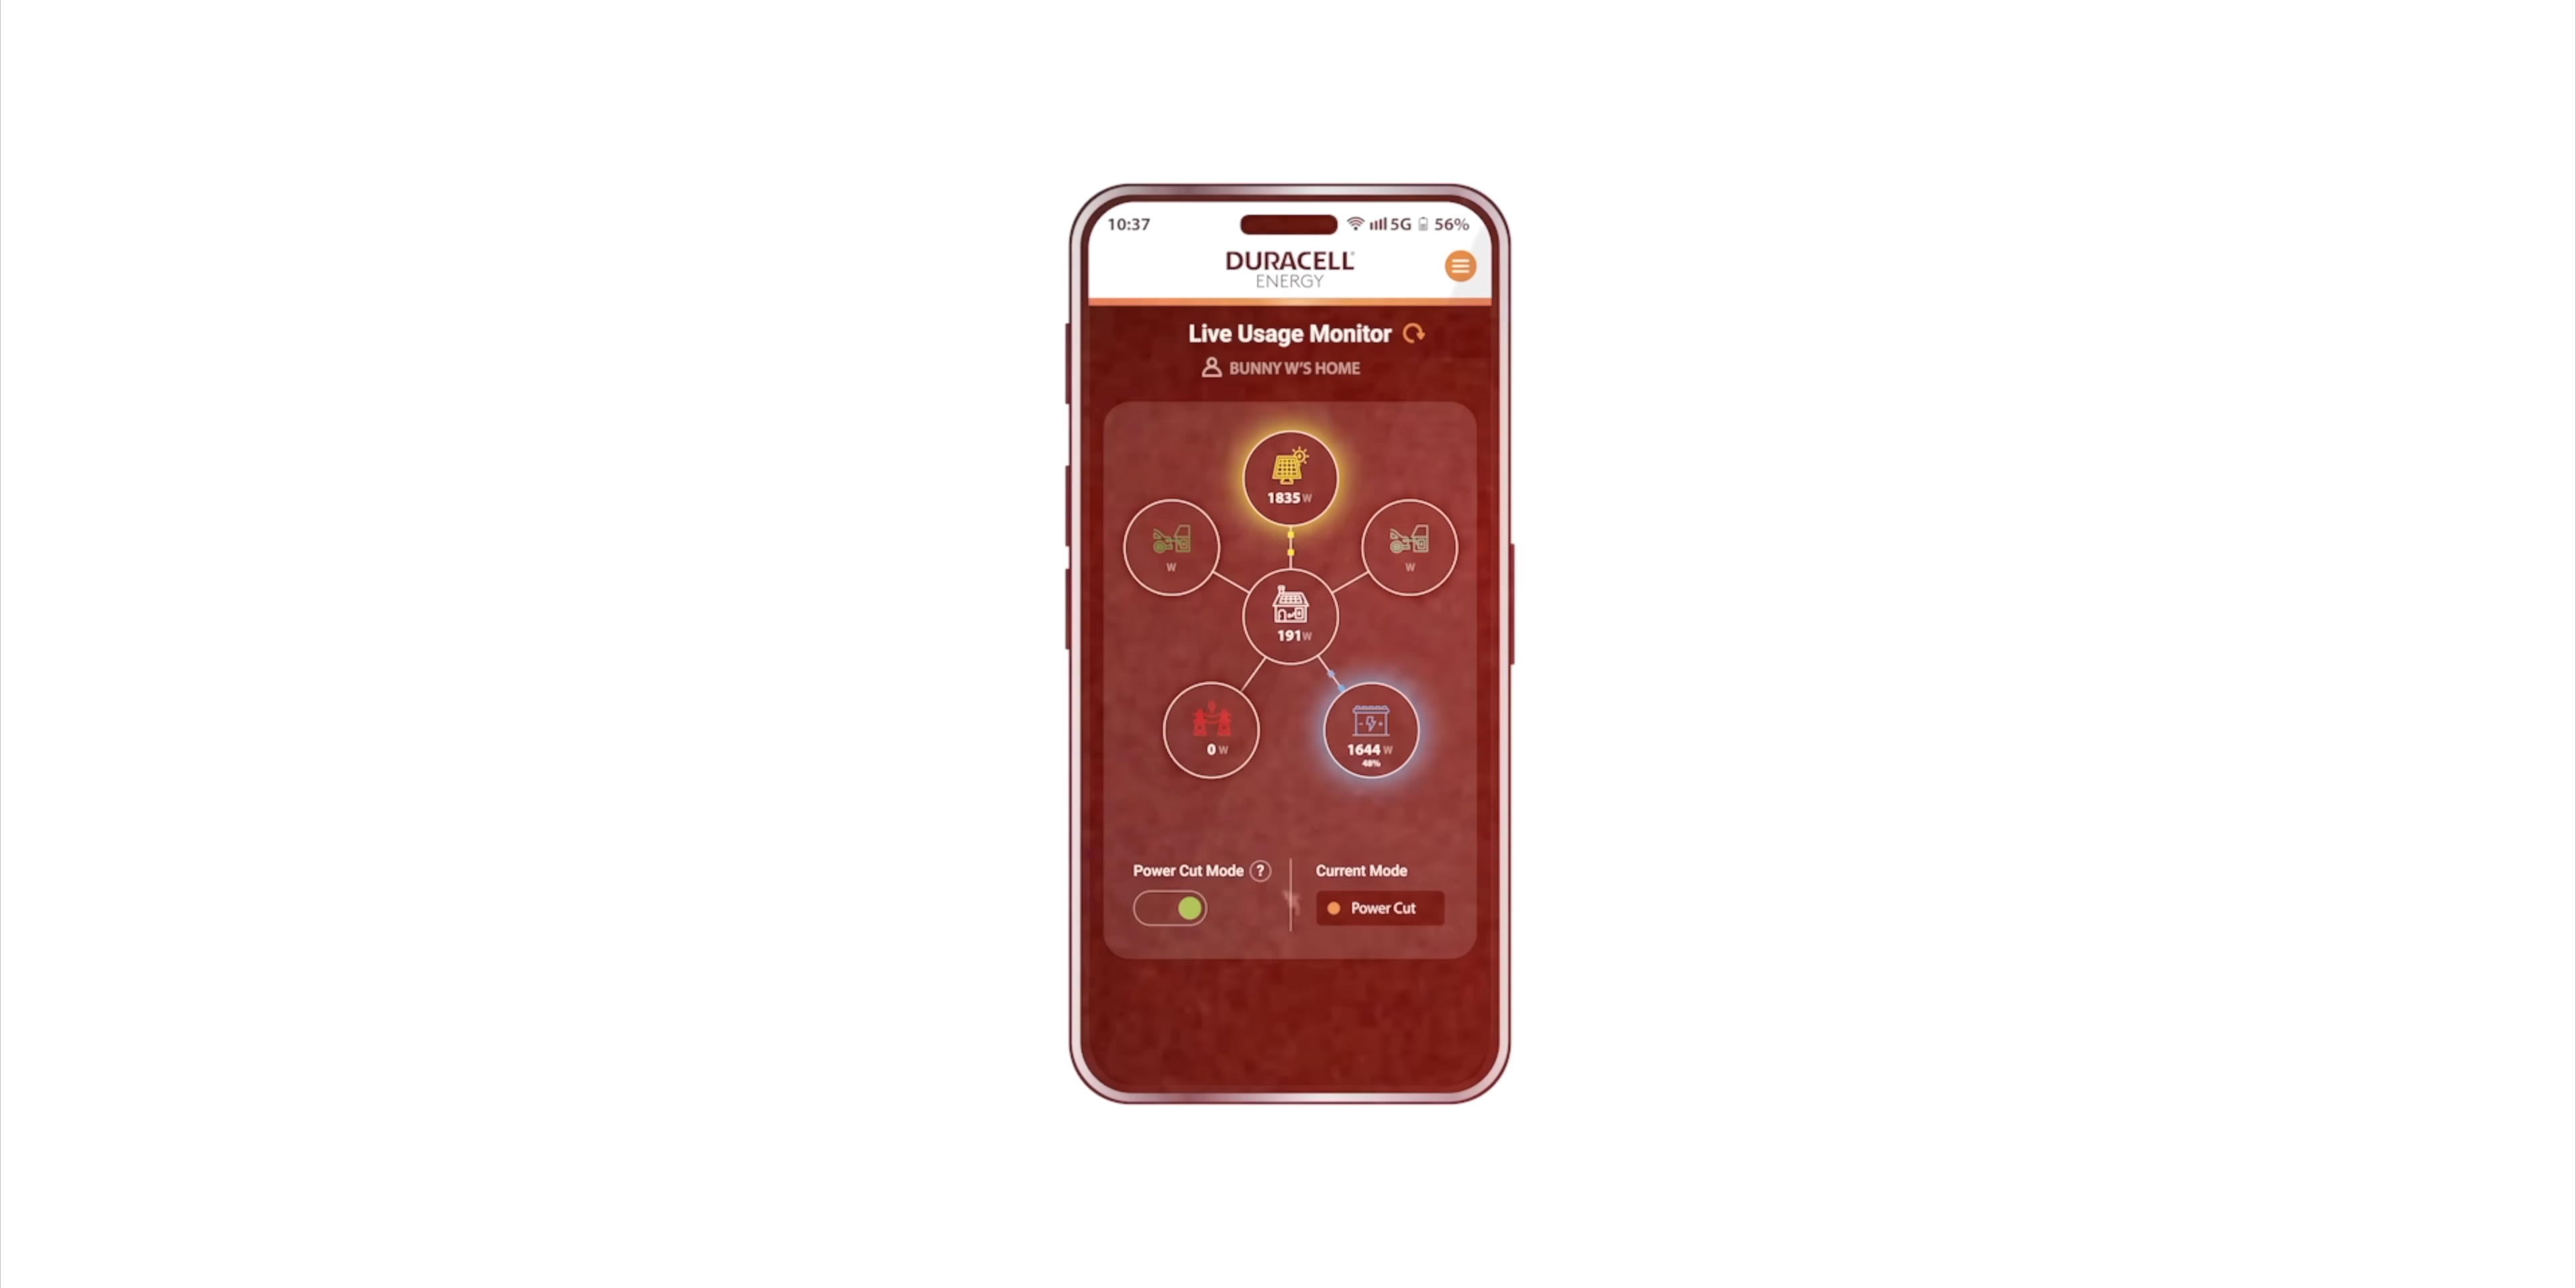 10:37 5G 56%
DURACELL
ENERGY
Live Usage Monitor
BUNNY W'S HOME
1835 W
W
W
191 W
0 W
1644 W
48%
Power Cut Mode ?
Current Mode
Power Cut